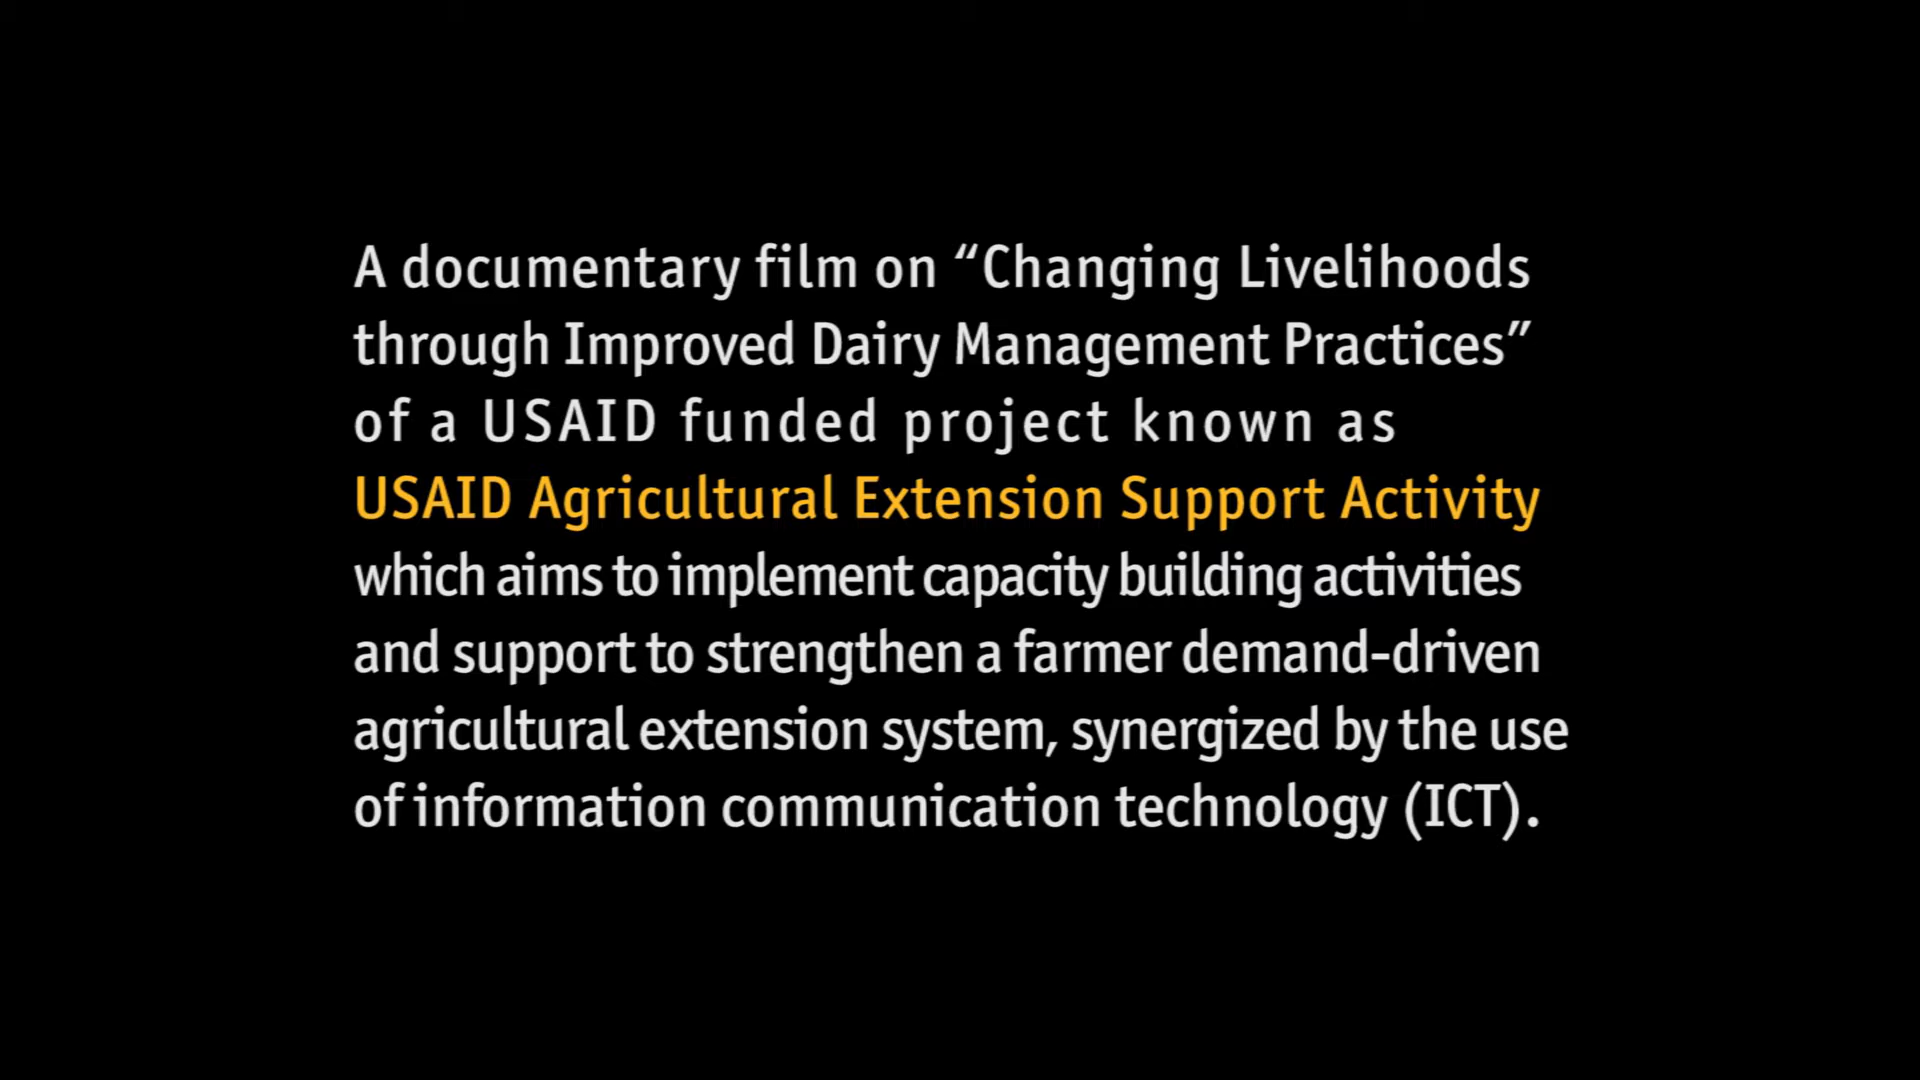 A documentary film on “Changing Livelihoods
through Improved Dairy Management Practices”
of a USAID funded project known as
USAID Agricultural Extension Support Activity
which aims to implement capacity building activities
and support to strengthen a farmer demand-driven
agricultural extension system, synergized by the use
of information communication technology (ICT).